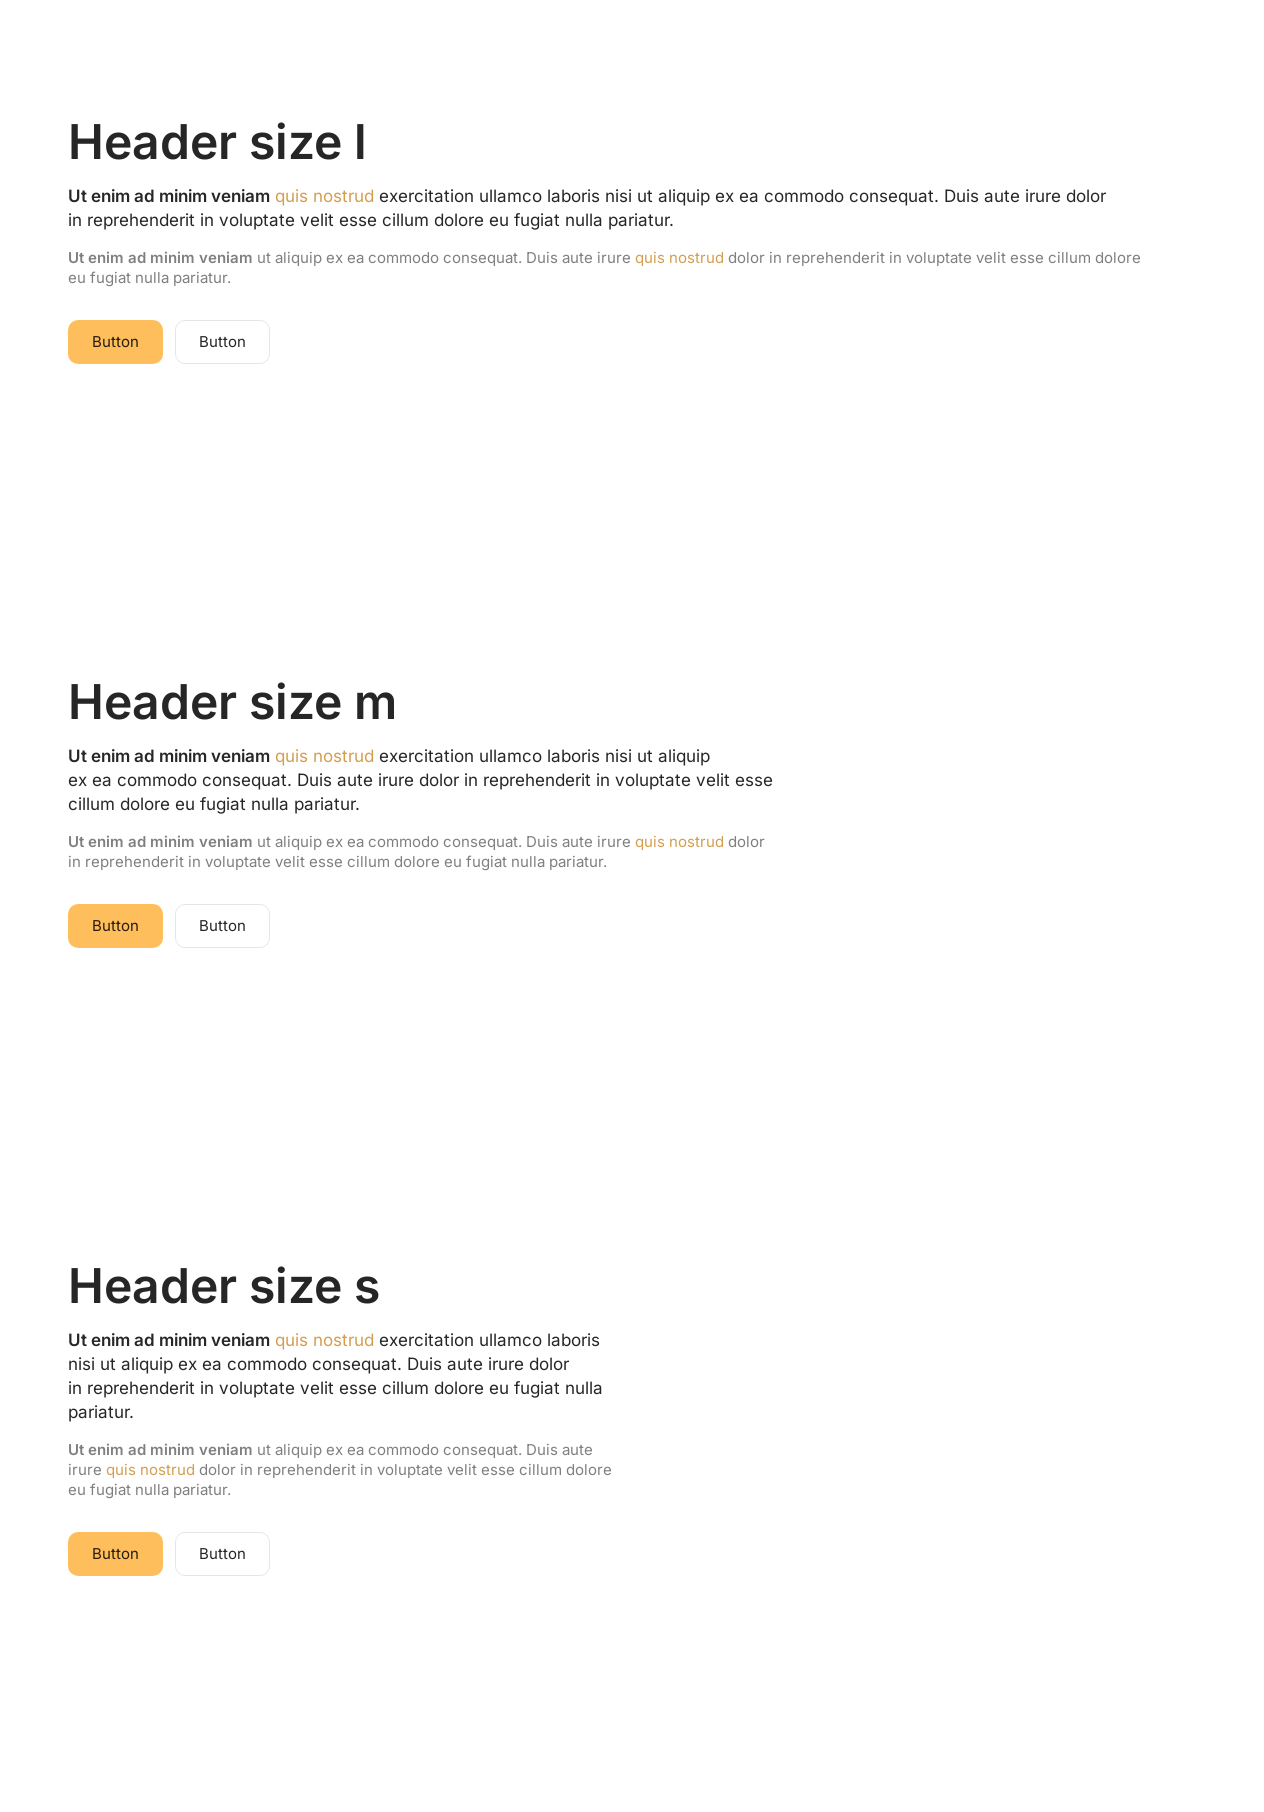 Header size l
Ut enim ad minim veniam quis nostrud exercitation ullamco laboris nisi ut aliquip ex ea commodo consequat. Duis aute irure dolor
in reprehenderit in voluptate velit esse cillum dolore eu fugiat nulla pariatur.
Ut enim ad minim veniam ut aliquip ex ea commodo consequat. Duis aute irure quis nostrud dolor in reprehenderit in voluptate velit esse cillum dolore
eu fugiat nulla pariatur.
Button Button
Header size m
Ut enim ad minim veniam quis nostrud exercitation ullamco laboris nisi ut aliquip
ex ea commodo consequat. Duis aute irure dolor in reprehenderit in voluptate velit esse
cillum dolore eu fugiat nulla pariatur.
Ut enim ad minim veniam ut aliquip ex ea commodo consequat. Duis aute irure quis nostrud dolor
in reprehenderit in voluptate velit esse cillum dolore eu fugiat nulla pariatur.
Button Button
Header size s
Ut enim ad minim veniam quis nostrud exercitation ullamco laboris
nisi ut aliquip ex ea commodo consequat. Duis aute irure dolor
in reprehenderit in voluptate velit esse cillum dolore eu fugiat nulla
pariatur.
Ut enim ad minim veniam ut aliquip ex ea commodo consequat. Duis aute
irure quis nostrud dolor in reprehenderit in voluptate velit esse cillum dolore
eu fugiat nulla pariatur.
Button Button